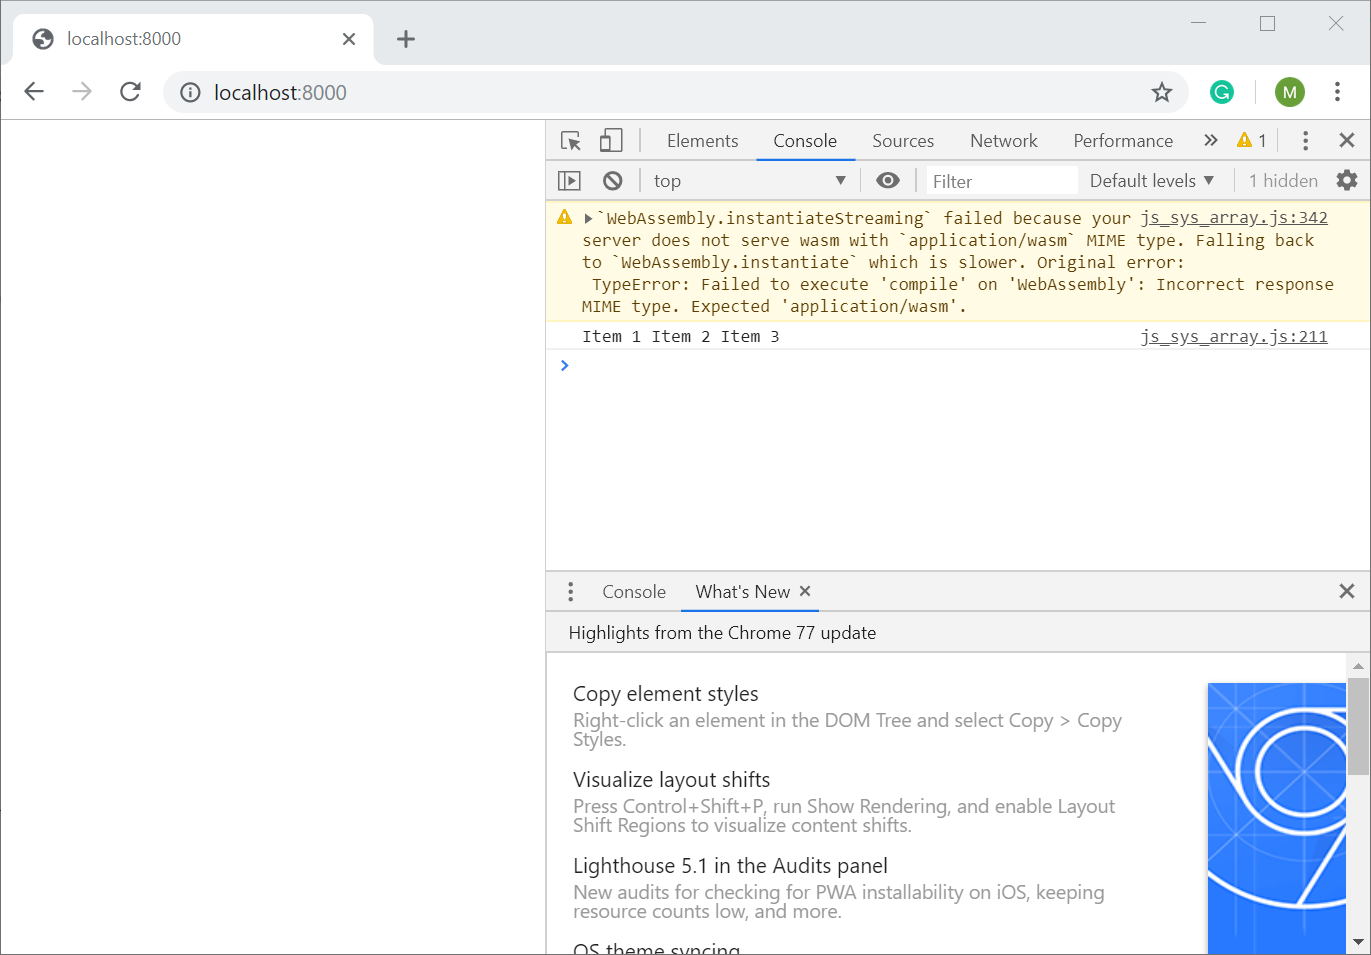 localhost:8000
localhost:8000
M
Elements Console Sources Network Performance 1
top Filter Default levels 1 hidden
`WebAssembly.instantiateStreaming` failed because your js_sys_array.js:342
server does not serve wasm with `application/wasm` MIME type. Falling back
to `WebAssembly.instantiate` which is slower. Original error:
TypeError: Failed to execute 'compile' on 'WebAssembly': Incorrect response
MIME type. Expected 'application/wasm'.
Item 1 Item 2 Item 3 js_sys_array.js:211
Console What's New
Highlights from the Chrome 77 update
Copy element styles
Right-click an element in the DOM Tree and select Copy > Copy
Styles.
Visualize layout shifts
Press Control+Shift+P, run Show Rendering, and enable Layout
Shift Regions to visualize content shifts.
Lighthouse 5.1 in the Audits panel
New audits for checking for PWA installability on iOS, keeping
resource counts low, and more.
OS theme syncing